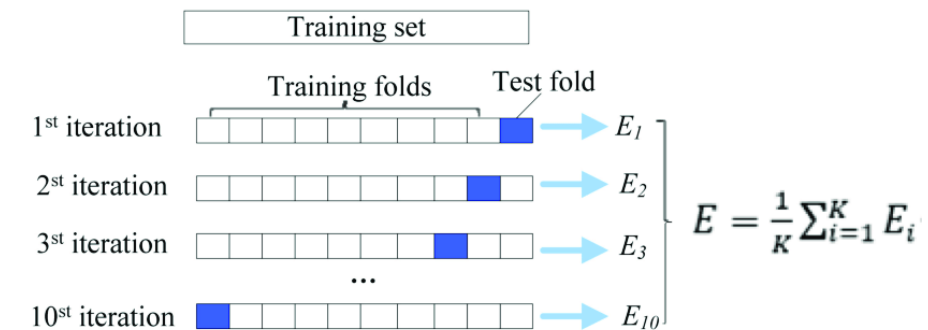 Training set
Training folds
Test fold
1st iteration
E1
2st iteration
E2
3st iteration
E3
...
10st iteration
E10
E = 1/K ∑_{i=1}^{K} E_i